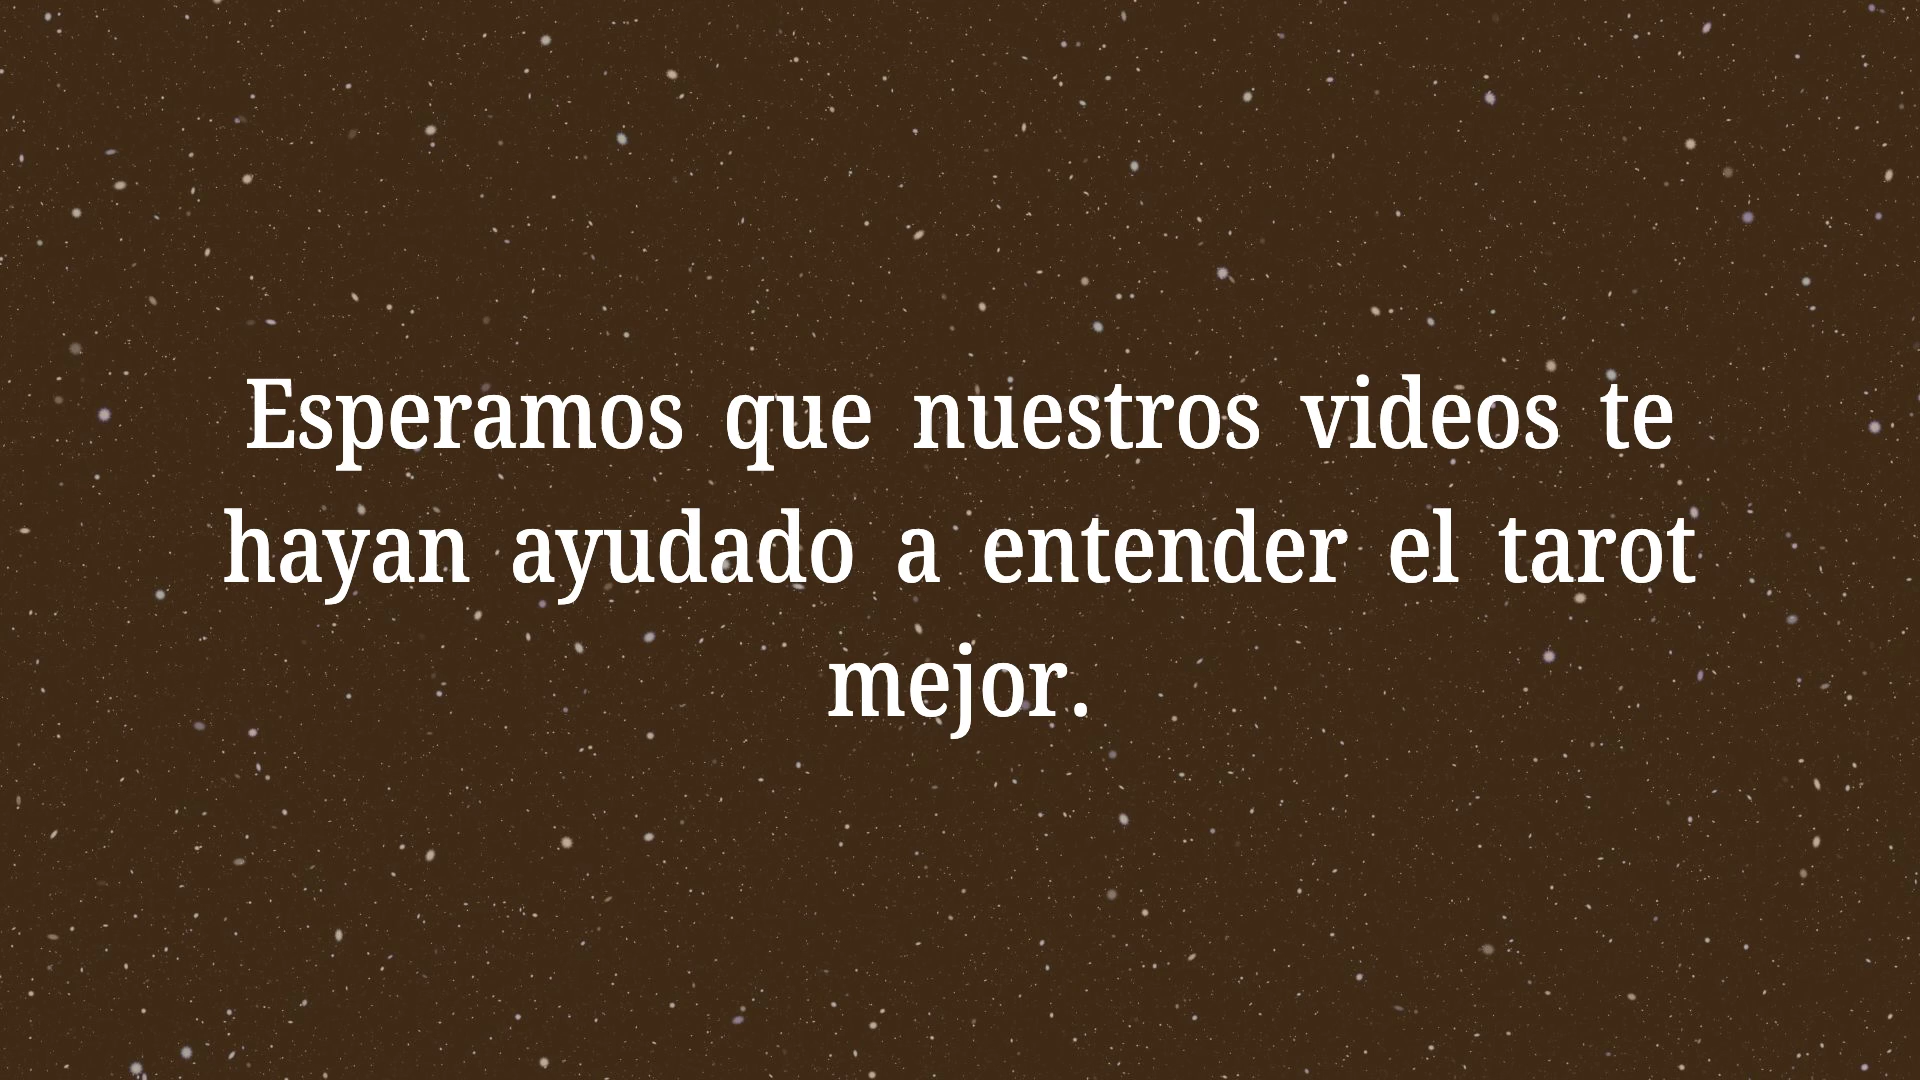 Esperamos que nuestros videos te
hayan ayudado a entender el tarot
mejor.